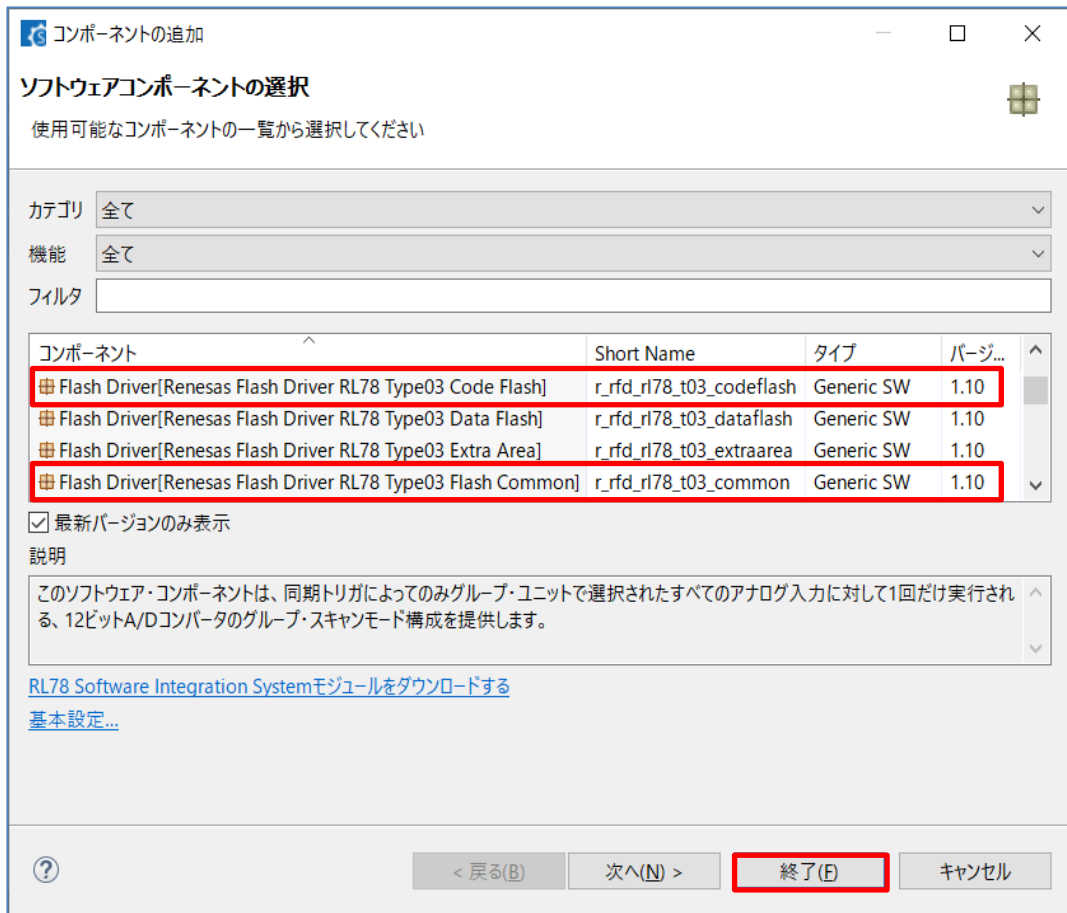 コンポーネントの追加
ソフトウェアコンポーネントの選択
使用可能なコンポーネントの一覧から選択してください
カテゴリ 全て
機能 全て
フィルタ
コンポーネント Short Name タイプ バージ...
Flash Driver[Renesas Flash Driver RL78 Type03 Code Flash] r_rfd_rl78_t03_codeflash Generic SW 1.10
Flash Driver[Renesas Flash Driver RL78 Type03 Data Flash] r_rfd_rl78_t03_dataflash Generic SW 1.10
Flash Driver[Renesas Flash Driver RL78 Type03 Extra Area] r_rfd_rl78_t03_extraarea Generic SW 1.10
Flash Driver[Renesas Flash Driver RL78 Type03 Flash Common] r_rfd_rl78_t03_common Generic SW 1.10
最新バージョンのみ表示
説明
このソフトウェア・コンポーネントは、同期トリガによってのみグループ・ユニットで選択されたすべてのアナログ入力に対して1回だけ実行され
る、12ビットA/Dコンバータのグループ・スキャンモード構成を提供します。
RL78 Software Integration Systemモジュールをダウンロードする
基本設定...
< 戻る(B) 次へ(N) > 終了(F) キャンセル